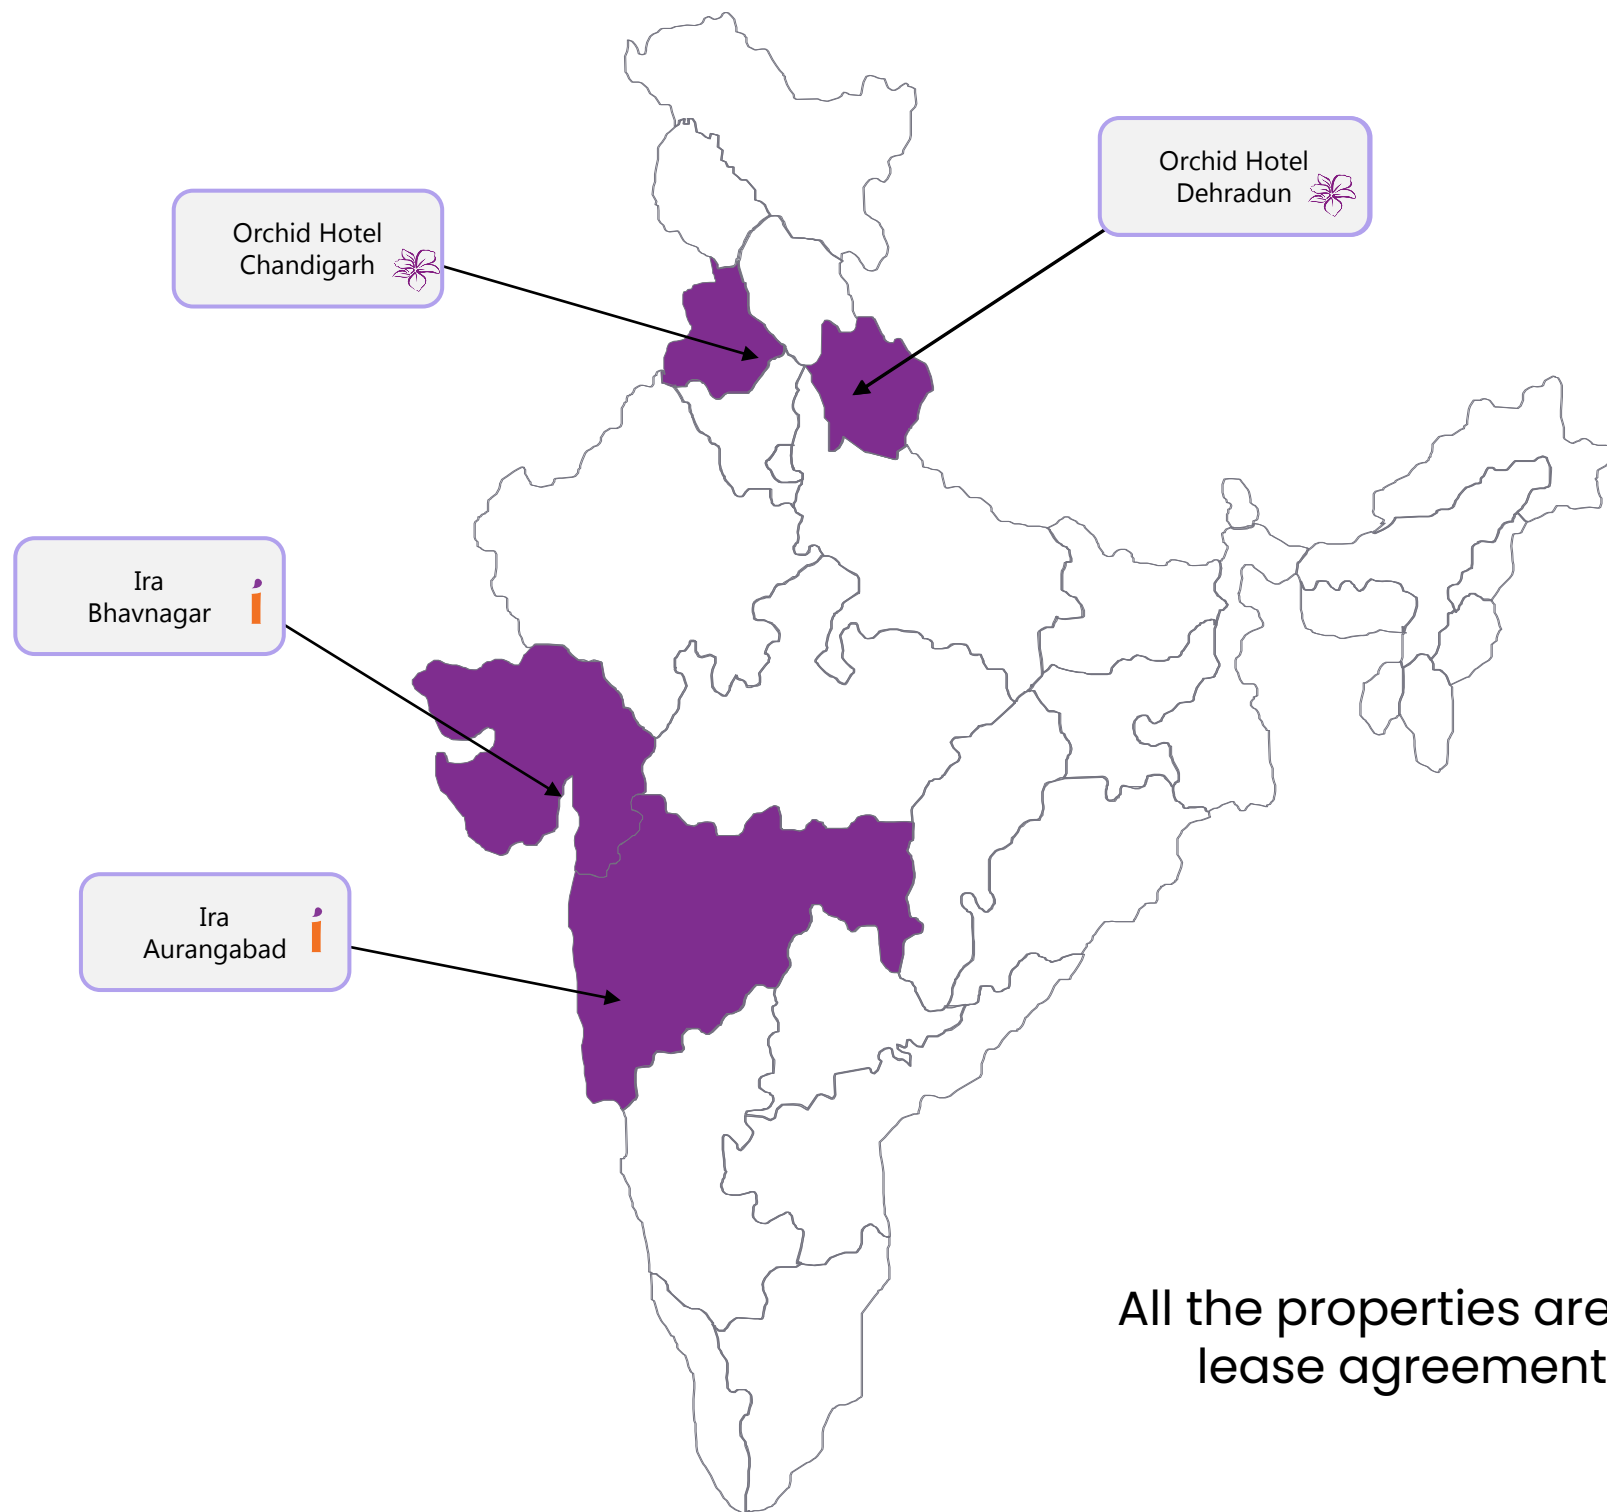 Orchid Hotel
Dehradun
Orchid Hotel
Chandigarh
Ira
Bhavnagar
Ira
Aurangabad
All the properties are
lease agreement